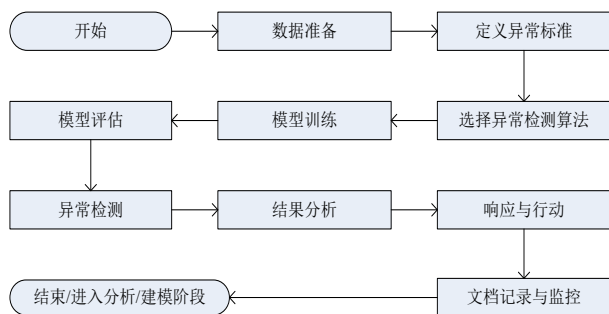 开始
数据准备
定义异常标准
选择异常检测算法
模型训练
模型评估
异常检测
结果分析
响应与行动
文档记录与监控
结束/进入分析/建模阶段